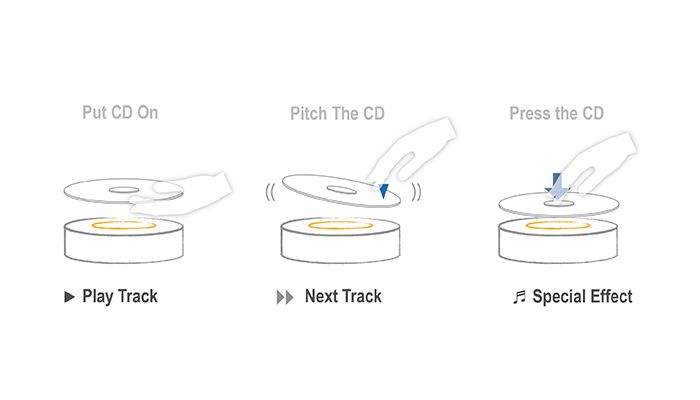 Put CD On
Pitch The CD
Press the CD
Play Track
Next Track
Special Effect